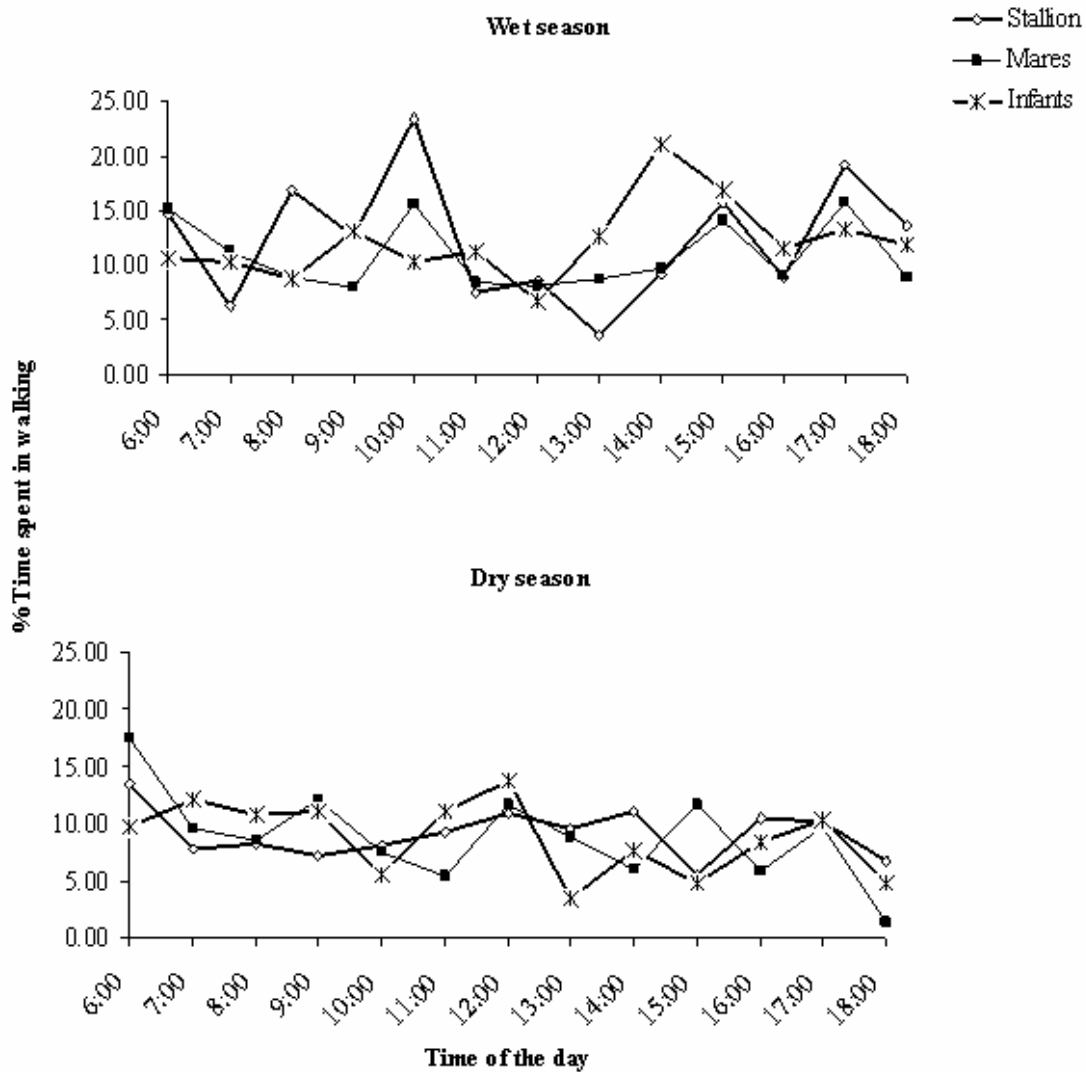 Wet season
Stallion
Mares
Infants
25.00
20.00
15.00
10.00
5.00
0.00
6:00 7:00 8:00 9:00 10:00 11:00 12:00 13:00 14:00 15:00 16:00 17:00 18:00
%Time spent in walking
Dry season
25.00
20.00
15.00
10.00
5.00
0.00
6:00 7:00 8:00 9:00 10:00 11:00 12:00 13:00 14:00 15:00 16:00 17:00 18:00
Time of the day